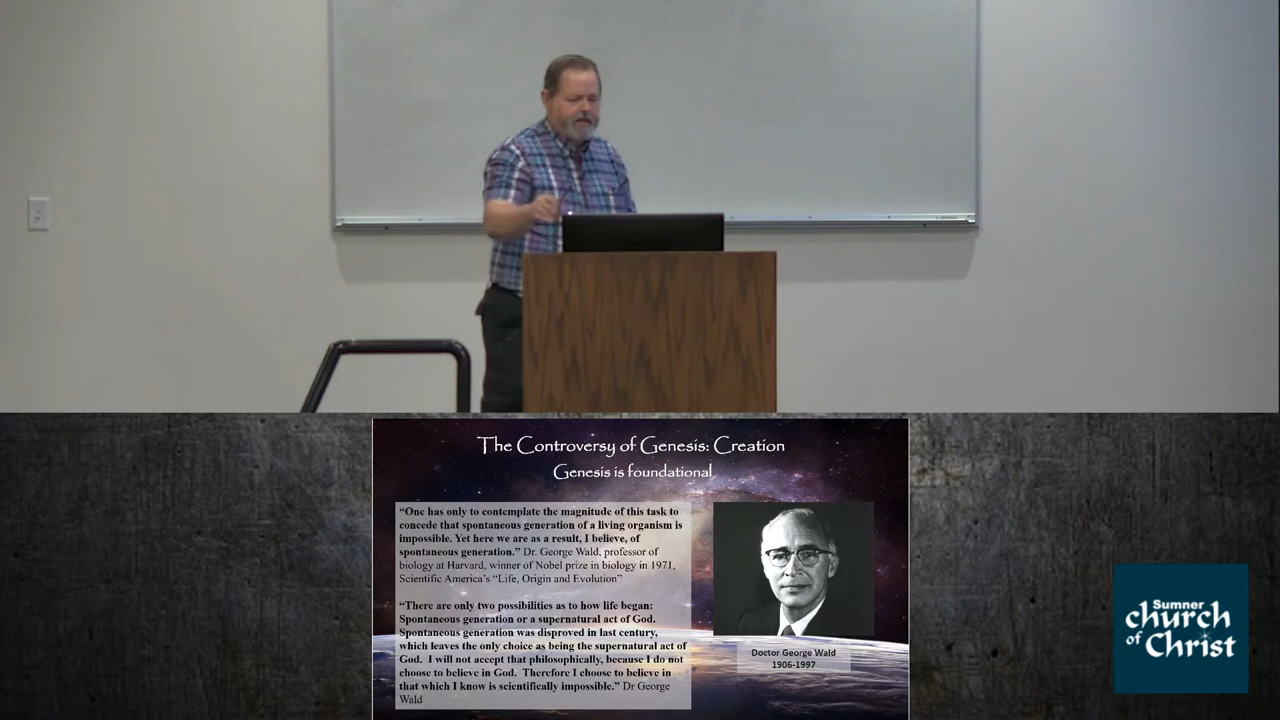 The Controversy of Genesis: Creation
Genesis is foundational
“One has only to contemplate the magnitude of this task to
concede that spontaneous generation of a living organism is
impossible. Yet here we are as a result, I believe, of
spontaneous generation.” Dr. George Wald, professor of
biology at Harvard, winner of Nobel prize in biology in 1971,
Scientific America’s “Life, Origin and Evolution”
“There are only two possibilities as to how life began:
Spontaneous generation or a supernatural act of God.
Spontaneous generation was disproved in last century,
which leaves the only choice as being the supernatural act of
God.  I will not accept that philosophically, because I do not
choose to believe in God.  Therefore I choose to believe in
that which I know is scientifically impossible.” Dr George
Wald
Doctor George Wald
1906-1997
Sumner
church
of Christ